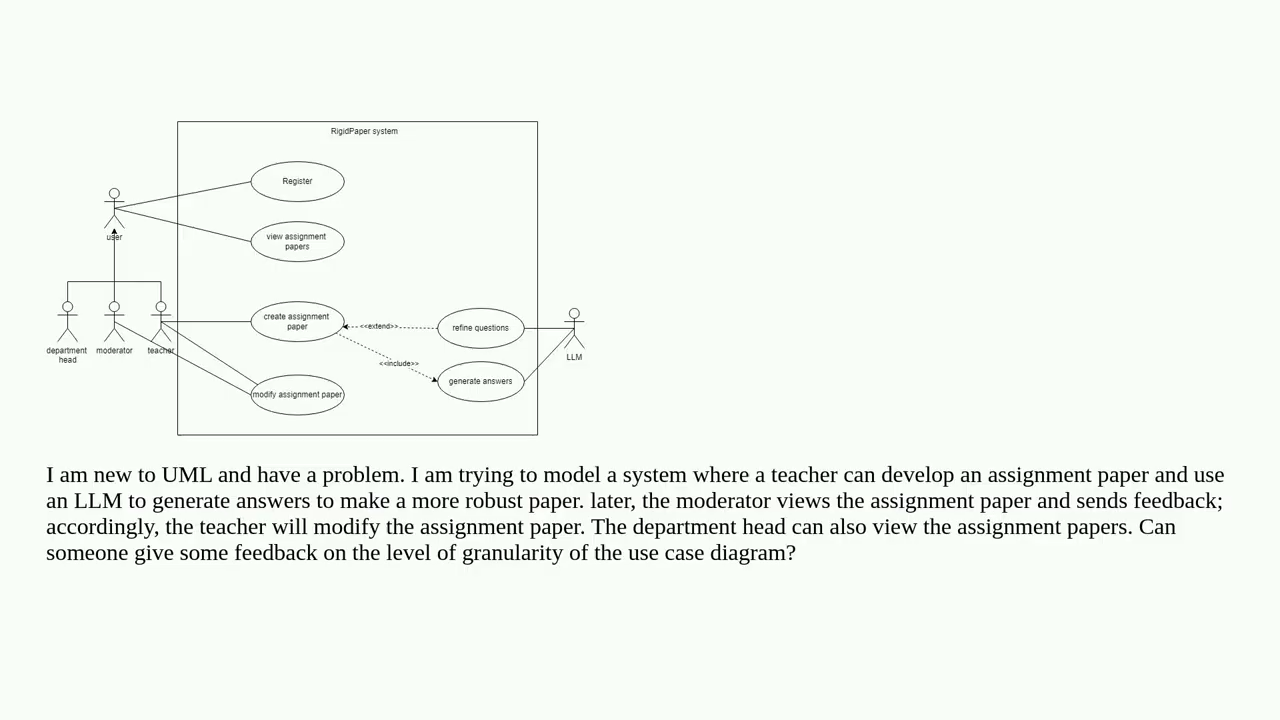 RigidPaper system
Register
user
view assignment
papers
create assignment
paper
<<extend>>
refine questions
department
head
moderator
teacher
LLM
<<include>>
generate answers
modify assignment paper
I am new to UML and have a problem. I am trying to model a system where a teacher can develop an assignment paper and use
an LLM to generate answers to make a more robust paper. later, the moderator views the assignment paper and sends feedback;
accordingly, the teacher will modify the assignment paper. The department head can also view the assignment papers. Can
someone give some feedback on the level of granularity of the use case diagram?